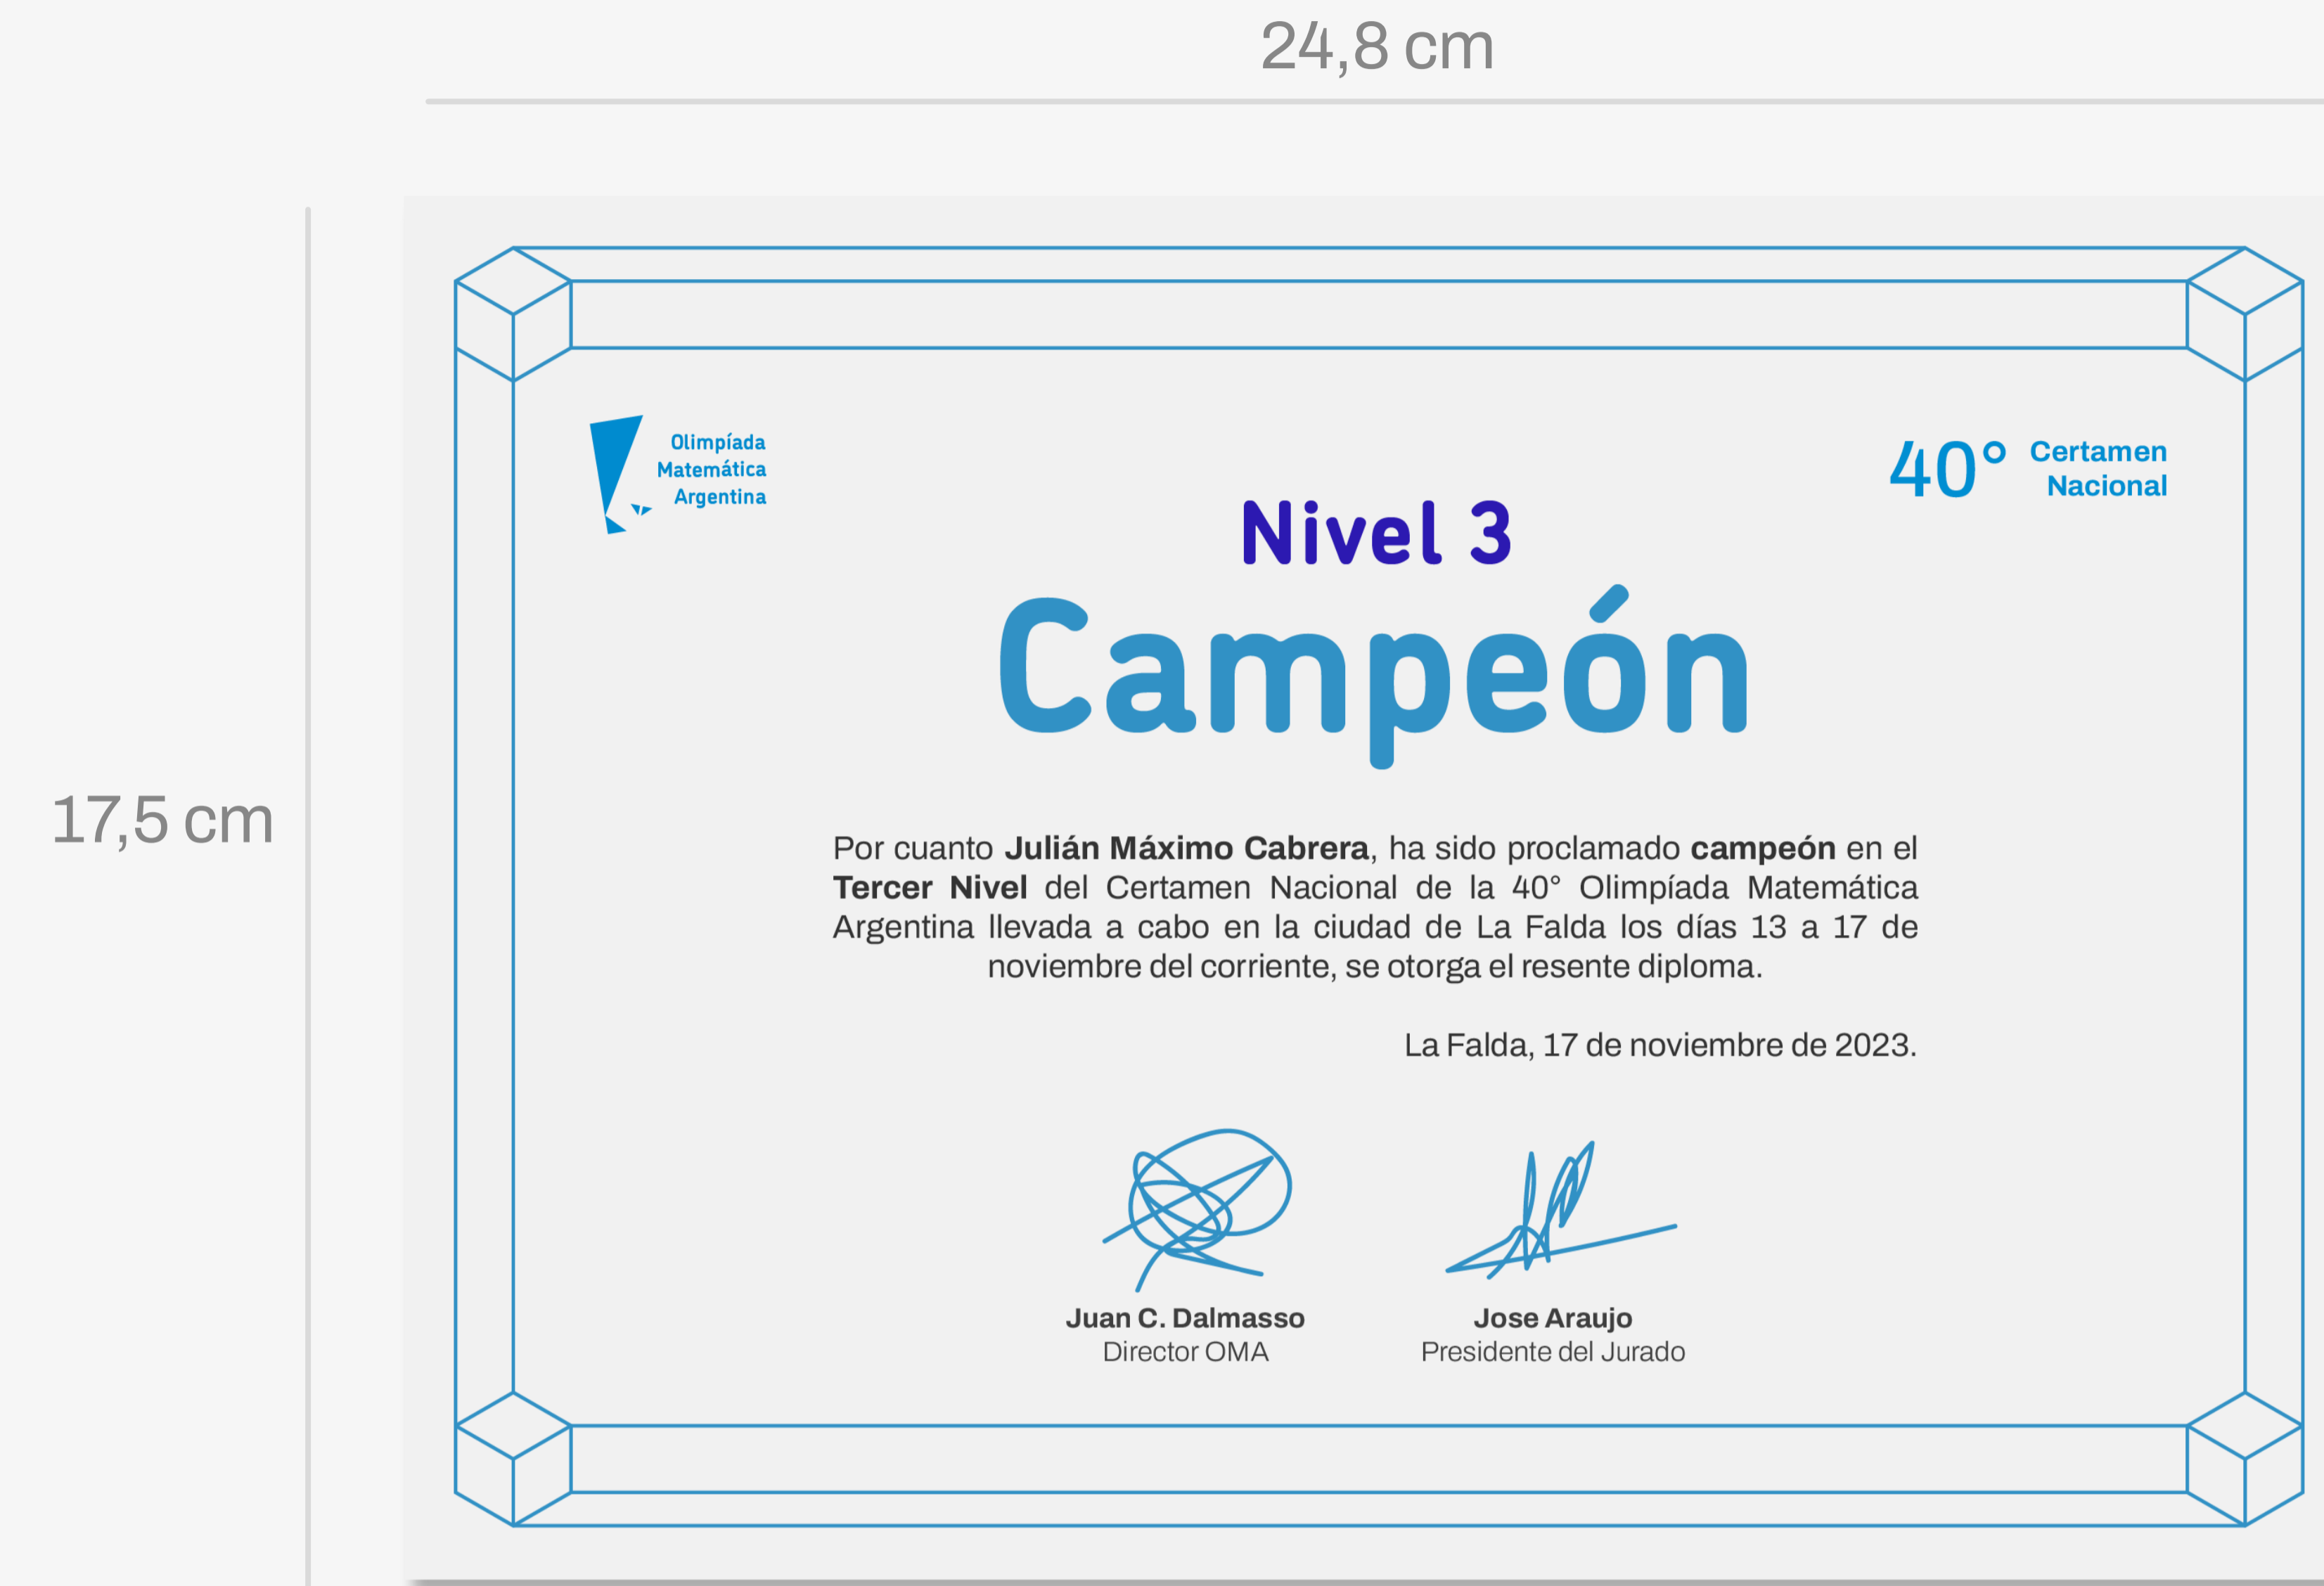 24,8 cm
17,5 cm
Olimpíada
Matemática
Argentina
40° Certamen
Nacional
Nivel 3
Campeón
Por cuanto Julián Máximo Cabrera, ha sido proclamado campeón en el
Tercer Nivel del Certamen Nacional de la 40° Olimpíada Matemática
Argentina llevada a cabo en la ciudad de La Falda los días 13 a 17 de
noviembre del corriente, se otorga el resente diploma.
La Falda, 17 de noviembre de 2023.
Juan C. Dalmasso
Director OMA
Jose Araujo
Presidente del Jurado